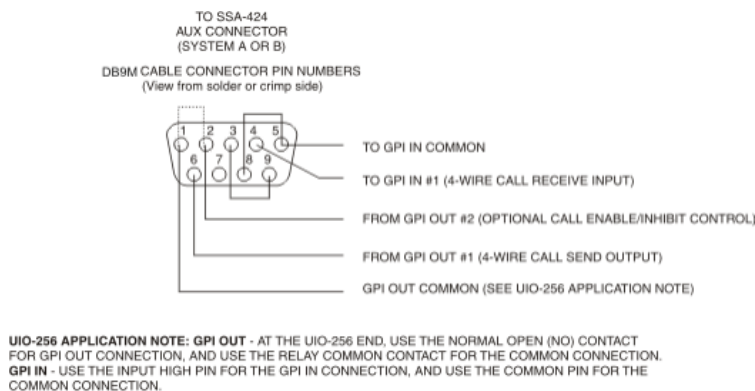 TO SSA-424
AUX CONNECTOR
(SYSTEM A OR B)
DB9M CABLE CONNECTOR PIN NUMBERS
(View from solder or crimp side)
1 2 3 4 5
6 7 8 9
TO GPI IN COMMON
TO GPI IN #1 (4-WIRE CALL RECEIVE INPUT)
FROM GPI OUT #2 (OPTIONAL CALL ENABLE/INHIBIT CONTROL)
FROM GPI OUT #1 (4-WIRE CALL SEND OUTPUT)
GPI OUT COMMON (SEE UIO-256 APPLICATION NOTE)
UIO-256 APPLICATION NOTE: GPI OUT - AT THE UIO-256 END, USE THE NORMAL OPEN (NO) CONTACT
FOR GPI OUT CONNECTION, AND USE THE RELAY COMMON CONTACT FOR THE COMMON CONNECTION.
GPI IN - USE THE INPUT HIGH PIN FOR THE GPI IN CONNECTION, AND USE THE COMMON PIN FOR THE
COMMON CONNECTION.